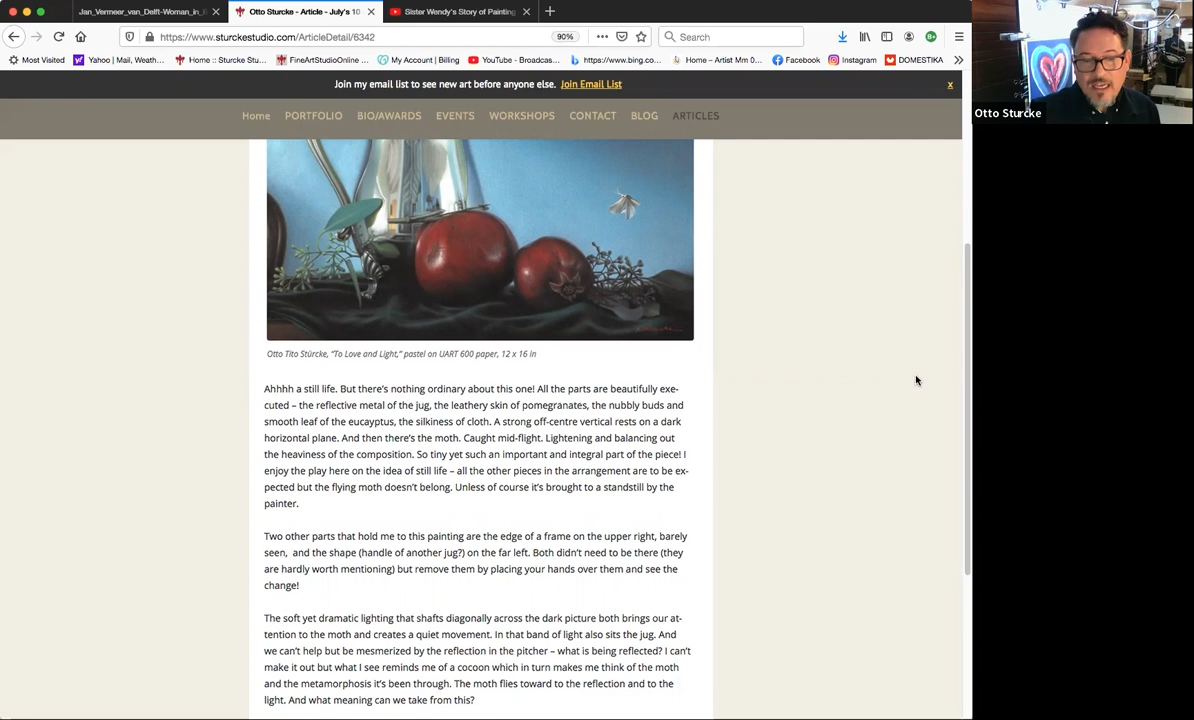 Jan_Vermeer_van_Delft-Woman_in_
Otto Sturcke - Article - July's 10
Sister Wendy's Story of Painting
https://www.sturckestudio.com/ArticleDetail/6342
90%
Search
Most Visited
Yahoo | Mail, Weath...
Home :: Sturcke Stu...
FineArtStudioOnline ...
My Account | Billing
YouTube - Broadcas...
https://www.bing.co...
Home – Artist Mm 0...
Facebook
Instagram
DOMESTIKA
Join my email list to see new art before anyone else. Join Email List
x
Home PORTFOLIO BIO/AWARDS EVENTS WORKSHOPS CONTACT BLOG ARTICLES
Otto Sturcke
Otto Tito Stürcke, “To Love and Light,” pastel on UART 600 paper, 12 x 16 in
Ahhhh a still life. But there’s nothing ordinary about this one! All the parts are beautifully exe-
cuted – the reflective metal of the jug, the leathery skin of pomegranates, the nubbly buds and
smooth leaf of the eucayptus, the silkiness of cloth. A strong off-centre vertical rests on a dark
horizontal plane. And then there’s the moth. Caught mid-flight. Lightening and balancing out
the heaviness of the composition. So tiny yet such an important and integral part of the piece! I
enjoy the play here on the idea of still life – all the other pieces in the arrangement are to be ex-
pected but the flying moth doesn’t belong. Unless of course it’s brought to a standstill by the
painter.
Two other parts that hold me to this painting are the edge of a frame on the upper right, barely
seen, and the shape (handle of another jug?) on the far left. Both didn’t need to be there (they
are hardly worth mentioning) but remove them by placing your hands over them and see the
change!
The soft yet dramatic lighting that shafts diagonally across the dark picture both brings our at-
tention to the moth and creates a quiet movement. In that band of light also sits the jug. And
we can’t help but be mesmerized by the reflection in the pitcher – what is being reflected? I can’t
make it out but what I see reminds me of a cocoon which in turn makes me think of the moth
and the metamorphosis it’s been through. The moth flies toward to the reflection and to the
light. And what meaning can we take from this?